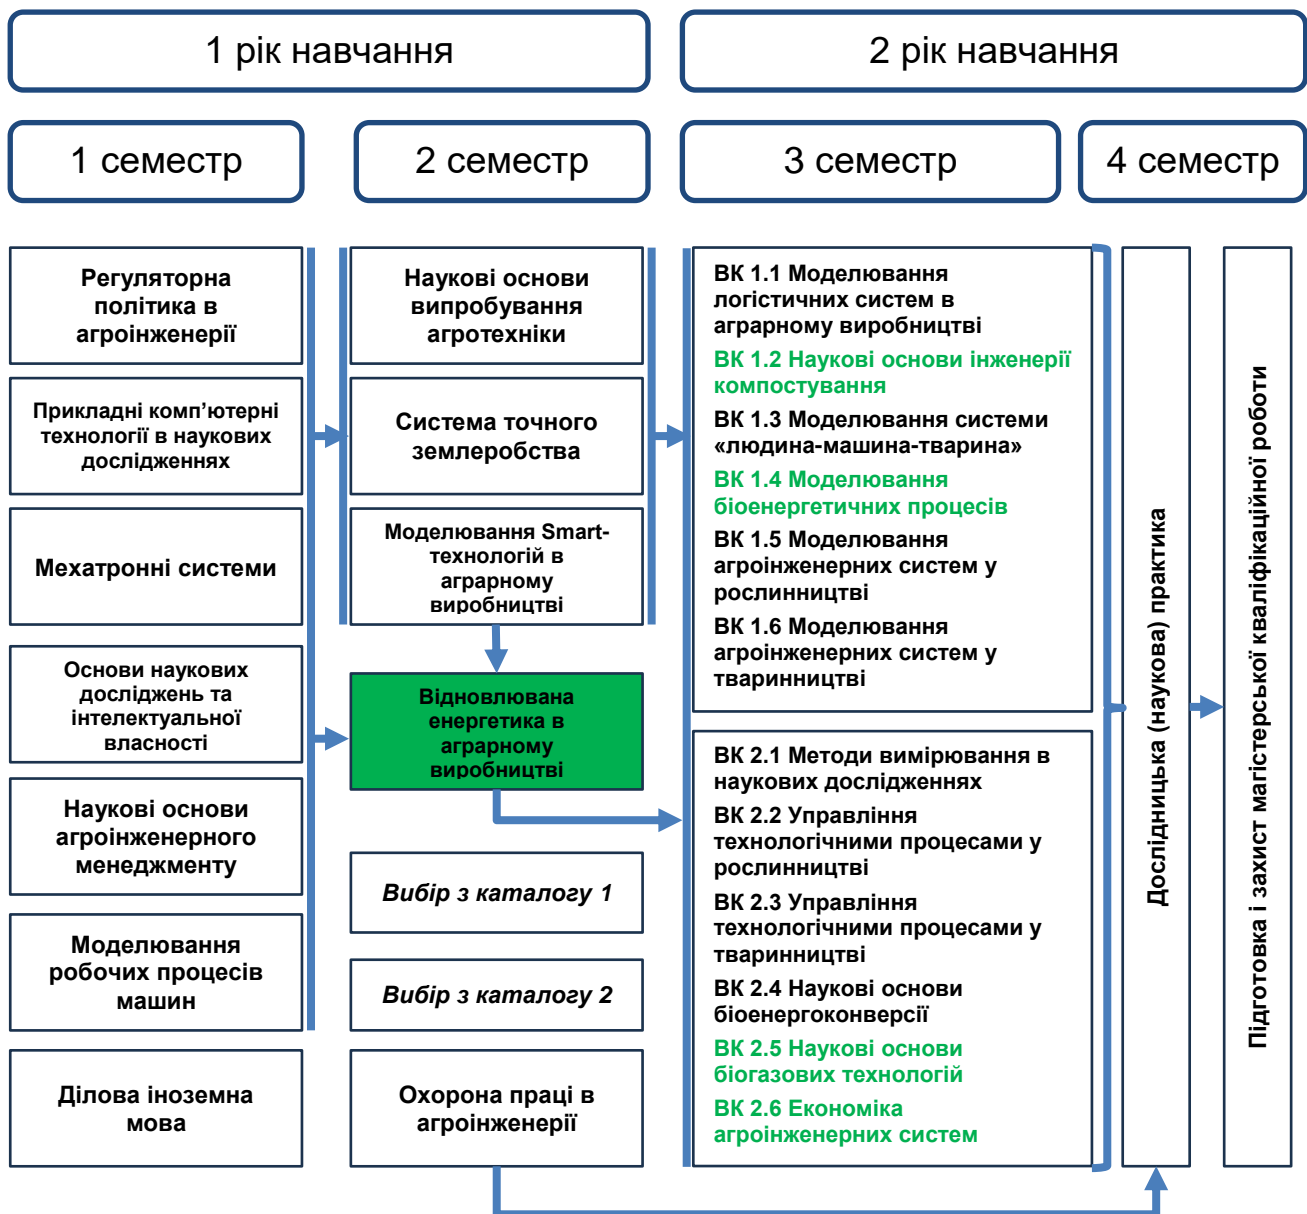 1 рік навчання
2 рік навчання
1 семестр
2 семестр
3 семестр
4 семестр
Регуляторна
політика в
агроінженерії
Прикладні комп’ютерні
технології в наукових
дослідженнях
Мехатронні системи
Основи наукових
досліджень та
інтелектуальної
власності
Наукові основи
агроінженерного
менеджменту
Моделювання
робочих процесів
машин
Ділова іноземна
мова
Наукові основи
випробування
агротехніки
Система точного
землеробства
Моделювання Smart-
технологій в
аграрному
виробництві
Відновлювана
енергетика в
аграрному
виробництві
Вибір з каталогу 1
Вибір з каталогу 2
Охорона праці в
агроінженерії
ВК 1.1 Моделювання
логістичних систем в
аграрному виробництві
ВК 1.2 Наукові основи інженерії
компостування
ВК 1.3 Моделювання системи
«людина-машина-тварина»
ВК 1.4 Моделювання
біоенергетичних процесів
ВК 1.5 Моделювання
агроінженерних систем у
рослинництві
ВК 1.6 Моделювання
агроінженерних систем у
тваринництві
ВК 2.1 Методи вимірювання в
наукових дослідженнях
ВК 2.2 Управління
технологічними процесами у
рослинництві
ВК 2.3 Управління
технологічними процесами у
тваринництві
ВК 2.4 Наукові основи
біоенергоконверсії
ВК 2.5 Наукові основи
біогазових технологій
ВК 2.6 Економіка
агроінженерних систем
Дослідницька (наукова) практика
Підготовка і захист магістерської кваліфікаційної роботи